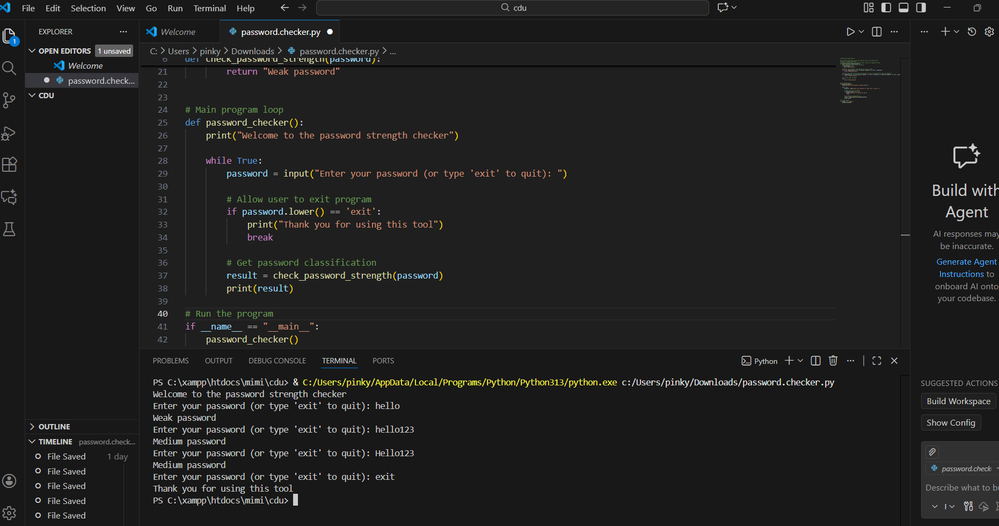 File Edit Selection View Go Run Terminal Help
cdu
EXPLORER
OPEN EDITORS 1 unsaved
Welcome
password.check...
CDU
OUTLINE
TIMELINE password.check...
File Saved 1 day
File Saved
File Saved
File Saved
File Saved
Welcome
password.checker.py
C: > Users > pinky > Downloads > password.checker.py > ...
6 def check_password_strength(password):
21 return "Weak password"
22
23
24 # Main program loop
25 def password_checker():
26 print("Welcome to the password strength checker")
27
28 while True:
29 password = input("Enter your password (or type 'exit' to quit): ")
30
31 # Allow user to exit program
32 if password.lower() == 'exit':
33 print("Thank you for using this tool")
34 break
35
36 # Get password classification
37 result = check_password_strength(password)
38 print(result)
39
40 # Run the program
41 if __name__ == "__main__":
42 password_checker()
PROBLEMS OUTPUT DEBUG CONSOLE TERMINAL PORTS
Python
PS C:\xampp\htdocs\mimi\cdu> & C:/Users/pinky/AppData/Local/Programs/Python/Python313/python.exe c:/Users/pinky/Downloads/password.checker.py
Welcome to the password strength checker
Enter your password (or type 'exit' to quit): hello
Weak password
Enter your password (or type 'exit' to quit): hello123
Medium password
Enter your password (or type 'exit' to quit): Hello123
Medium password
Enter your password (or type 'exit' to quit): exit
Thank you for using this tool
PS C:\xampp\htdocs\mimi\cdu>
1
Build with
Agent
AI responses may
be inaccurate.
Generate Agent
Instructions to
onboard AI onto
your codebase.
SUGGESTED ACTIONS
Build Workspace
Show Config
password.check
Describe what to bu